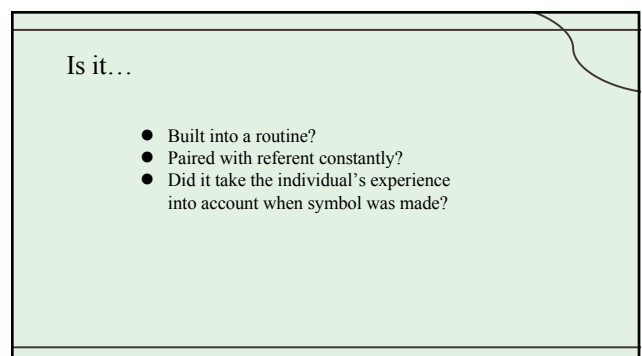 Is it…
● Built into a routine?
● Paired with referent constantly?
● Did it take the individual’s experience
into account when symbol was made?